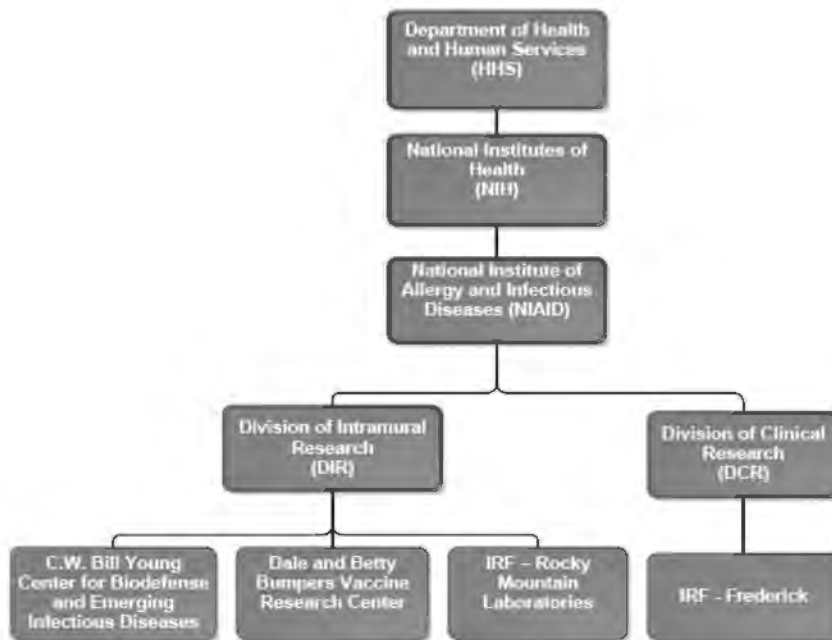 Department of Health
and Human Services
(HHS)
National Institutes of
Health
(NIH)
National Institute of
Allergy and Infectious
Diseases (NIAID)
Division of Intramural
Research
(DIR)
Division of Clinical
Research
(DCR)
C.W. Bill Young
Center for Biodefense
and Emerging
Infectious Diseases
Dale and Betty
Bumpers Vaccine
Research Center
IRF – Rocky
Mountain
Laboratories
IRF - Frederick